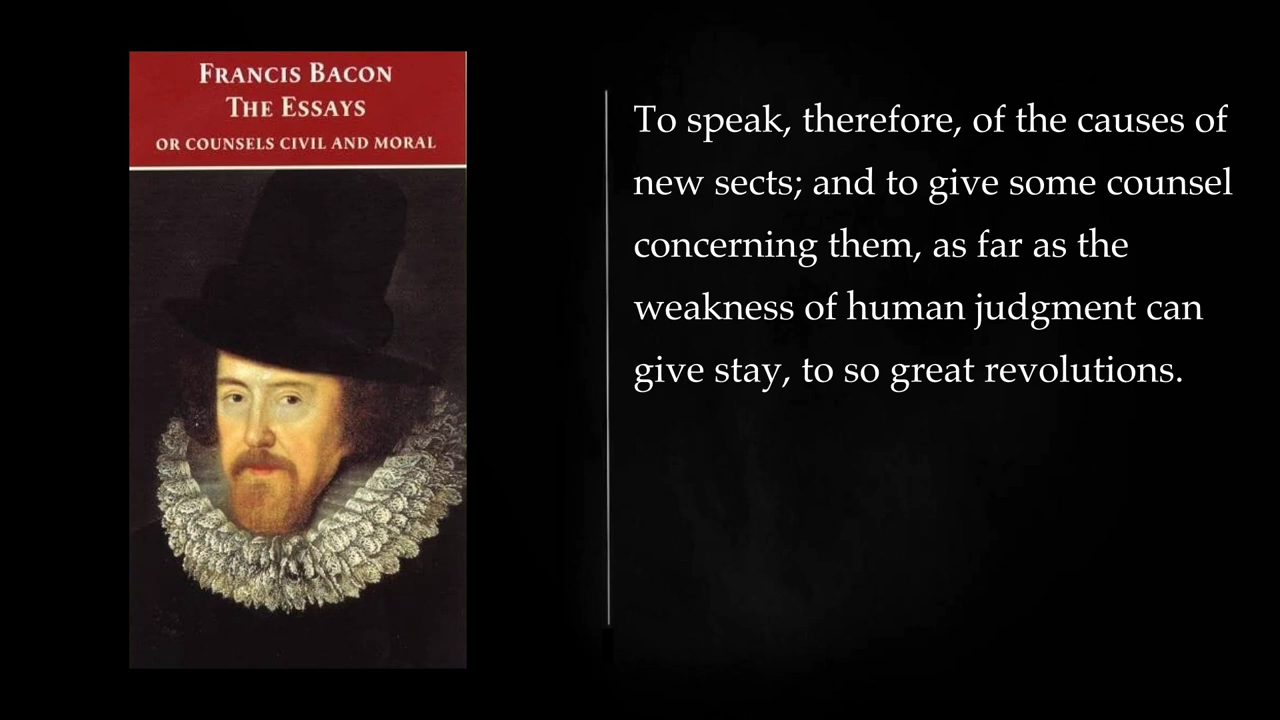 FRANCIS BACON
THE ESSAYS
OR COUNSELS CIVIL AND MORAL
To speak, therefore, of the causes of
new sects; and to give some counsel
concerning them, as far as the
weakness of human judgment can
give stay, to so great revolutions.